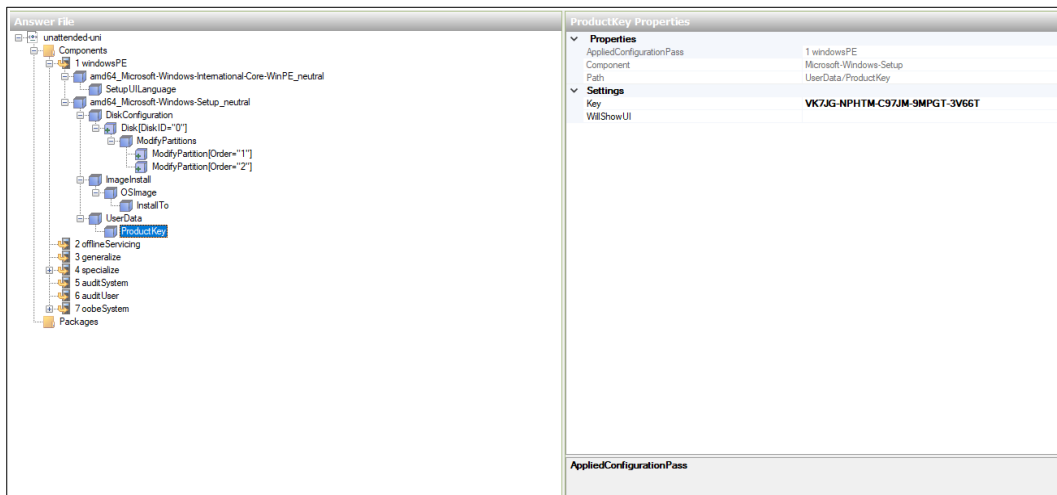 Answer File
unattended-uni
Components
1 windowsPE
amd64_Microsoft-Windows-International-Core-WinPE_neutral
SetupUILanguage
amd64_Microsoft-Windows-Setup_neutral
DiskConfiguration
Disk[DiskID="0"]
ModifyPartitions
ModifyPartition[Order="1"]
ModifyPartition[Order="2"]
ImageInstall
OSImage
InstallTo
UserData
ProductKey
2 offlineServicing
3 generalize
4 specialize
5 auditSystem
6 auditUser
7 oobeSystem
Packages
ProductKey Properties
Properties
AppliedConfigurationPass 1 windowsPE
Component Microsoft-Windows-Setup
Path UserData/ProductKey
Settings
Key VK7JG-NPHTM-C97JM-9MPGT-3V66T
WillShowUI
AppliedConfigurationPass